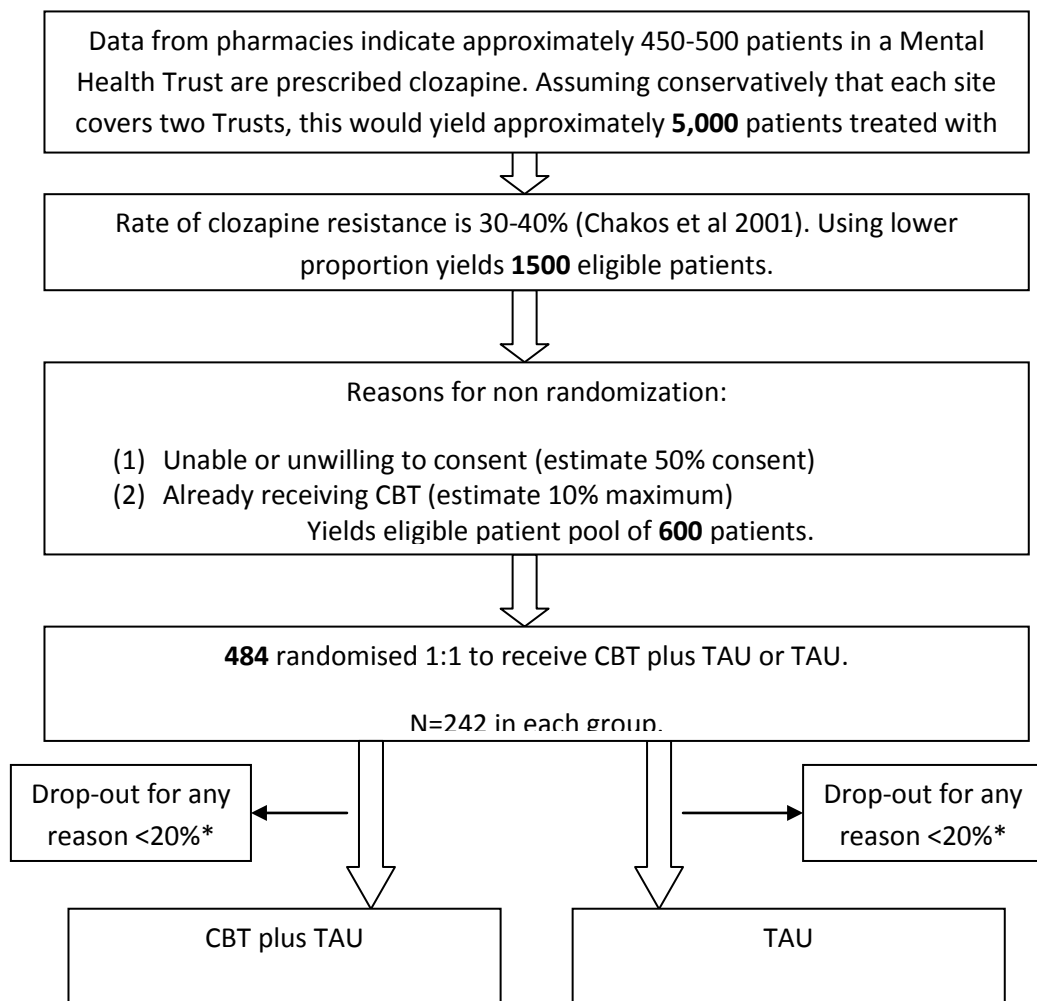 Data from pharmacies indicate approximately 450-500 patients in a Mental
Health Trust are prescribed clozapine. Assuming conservatively that each site
covers two Trusts, this would yield approximately 5,000 patients treated with
Rate of clozapine resistance is 30-40% (Chakos et al 2001). Using lower
proportion yields 1500 eligible patients.
Reasons for non randomization:
(1) Unable or unwilling to consent (estimate 50% consent)
(2) Already receiving CBT (estimate 10% maximum)
Yields eligible patient pool of 600 patients.
484 randomised 1:1 to receive CBT plus TAU or TAU.
N=242 in each group.
Drop-out for any
reason <20%*
Drop-out for any
reason <20%*
CBT plus TAU
TAU